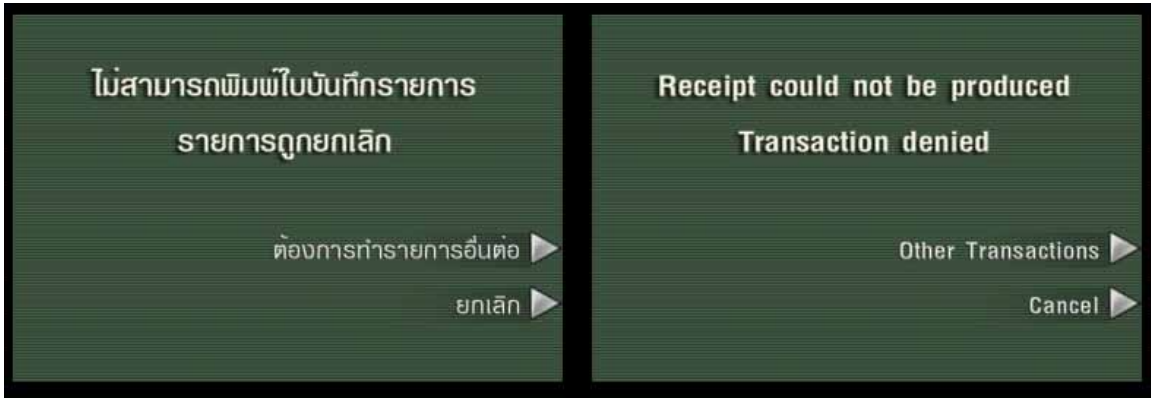 ไม่สามารถพิมพ์ใบบันทึกรายการ
รายการถูกยกเลิก
ต้องการทำรายการอื่นต่อ
ยกเลิก
Receipt could not be produced
Transaction denied
Other Transactions
Cancel